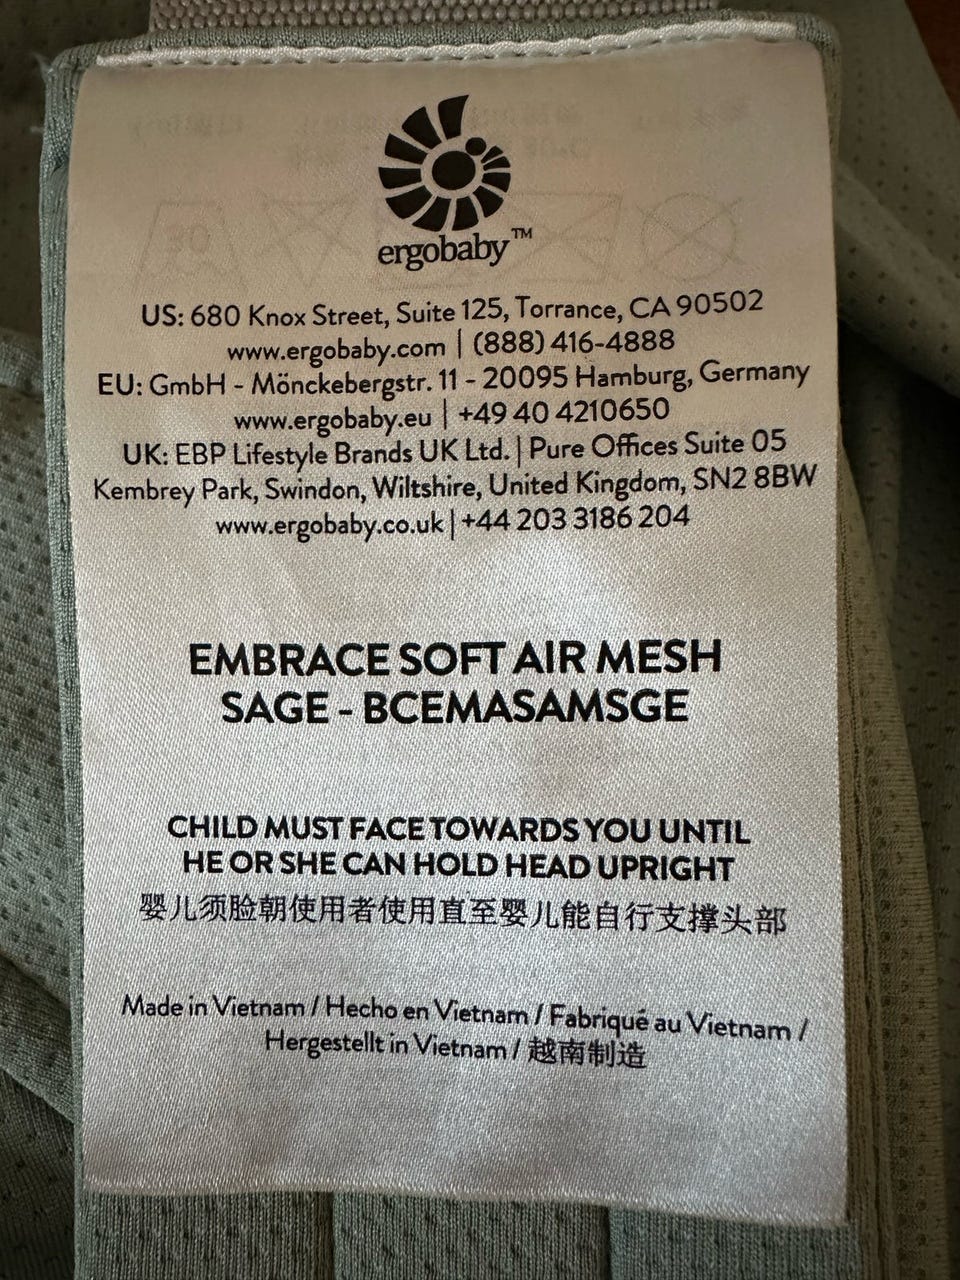 ergobaby™
US: 680 Knox Street, Suite 125, Torrance, CA 90502
www.ergobaby.com | (888) 416-4888
EU: GmbH - Mönckebergstr. 11 - 20095 Hamburg, Germany
www.ergobaby.eu | +49 40 4210650
UK: EBP Lifestyle Brands UK Ltd. | Pure Offices Suite 05
Kembrey Park, Swindon, Wiltshire, United Kingdom, SN2 8BW
www.ergobaby.co.uk | +44 203 3186 204
EMBRACE SOFT AIR MESH
SAGE - BCEMASAMSGE
CHILD MUST FACE TOWARDS YOU UNTIL
HE OR SHE CAN HOLD HEAD UPRIGHT
婴儿须脸朝使用者使用直至婴儿能自行支撑头部
Made in Vietnam / Hecho en Vietnam / Fabriqué au Vietnam /
Hergestellt in Vietnam / 越南制造